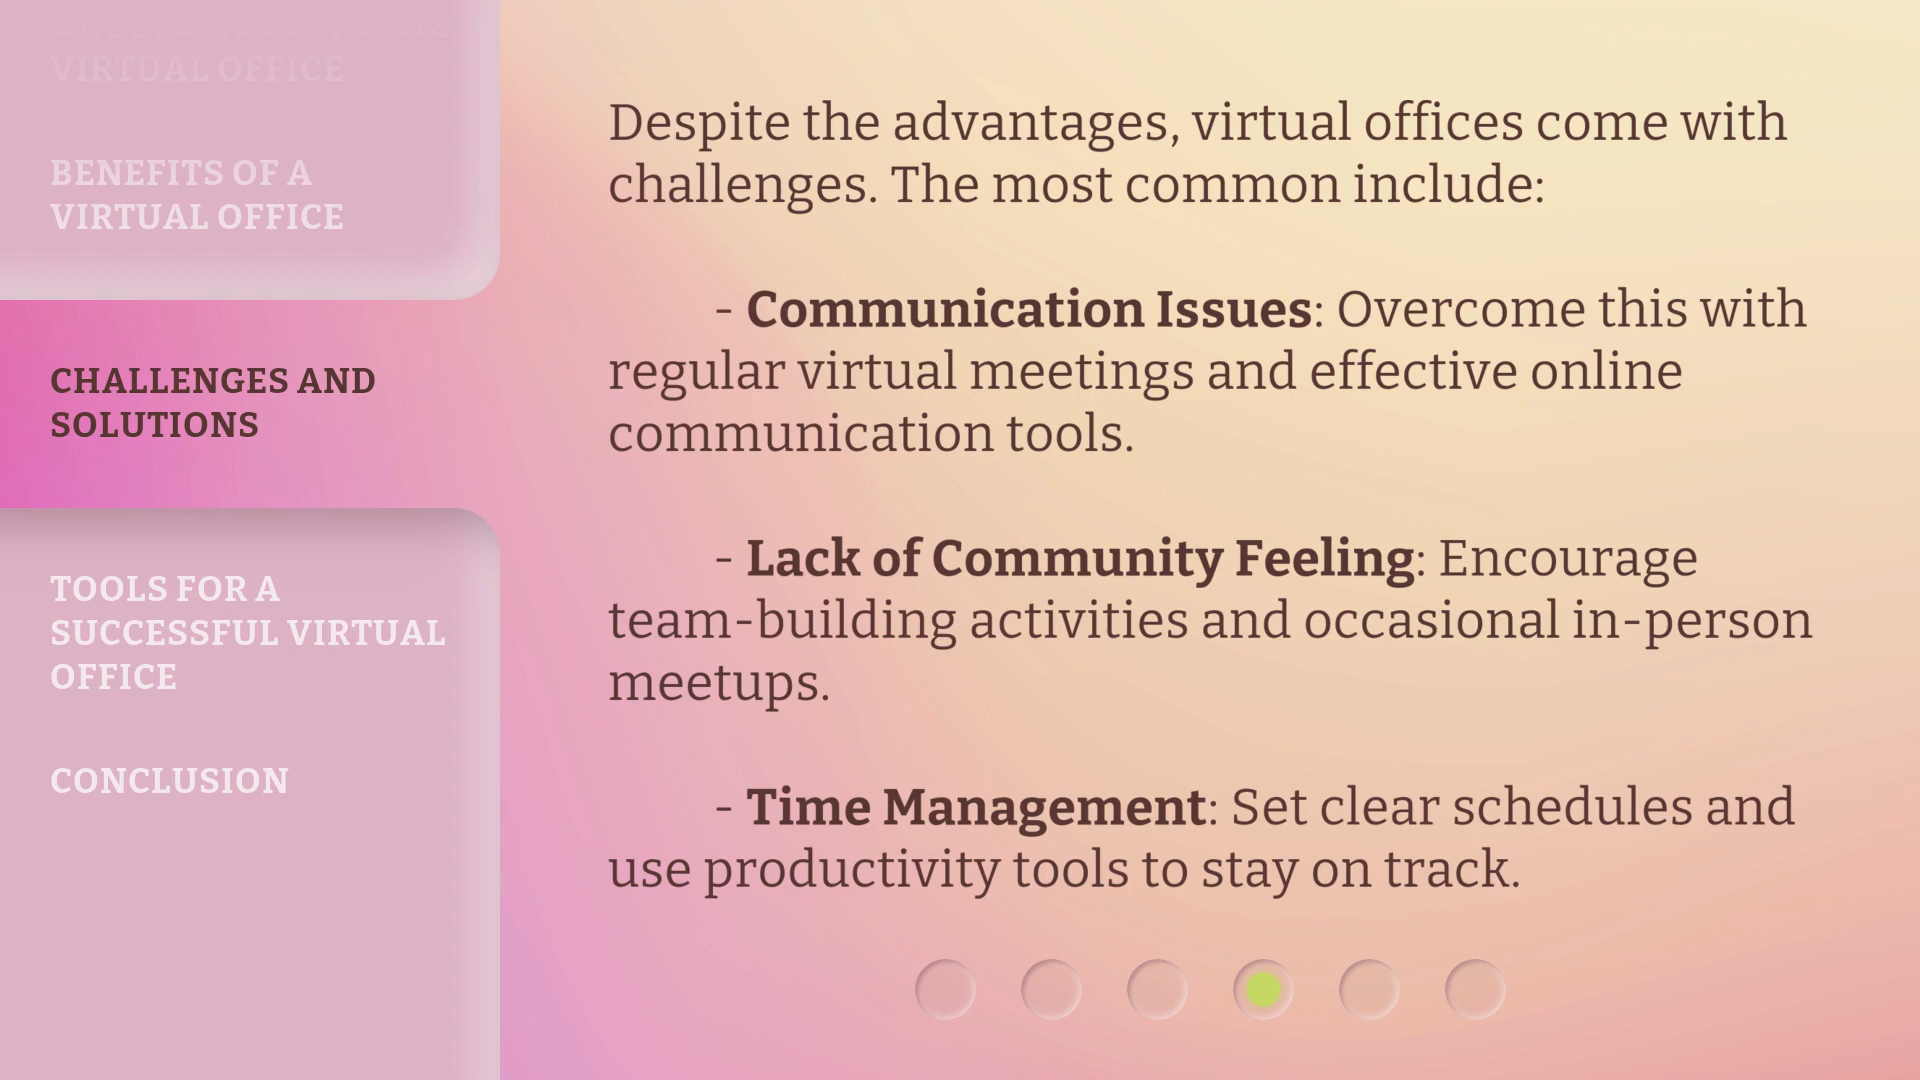 VIRTUAL OFFICE
BENEFITS OF A
VIRTUAL OFFICE
CHALLENGES AND
SOLUTIONS
TOOLS FOR A
SUCCESSFUL VIRTUAL
OFFICE
CONCLUSION
Despite the advantages, virtual offices come with
challenges. The most common include:
- Communication Issues: Overcome this with
regular virtual meetings and effective online
communication tools.
- Lack of Community Feeling: Encourage
team-building activities and occasional in-person
meetups.
- Time Management: Set clear schedules and
use productivity tools to stay on track.